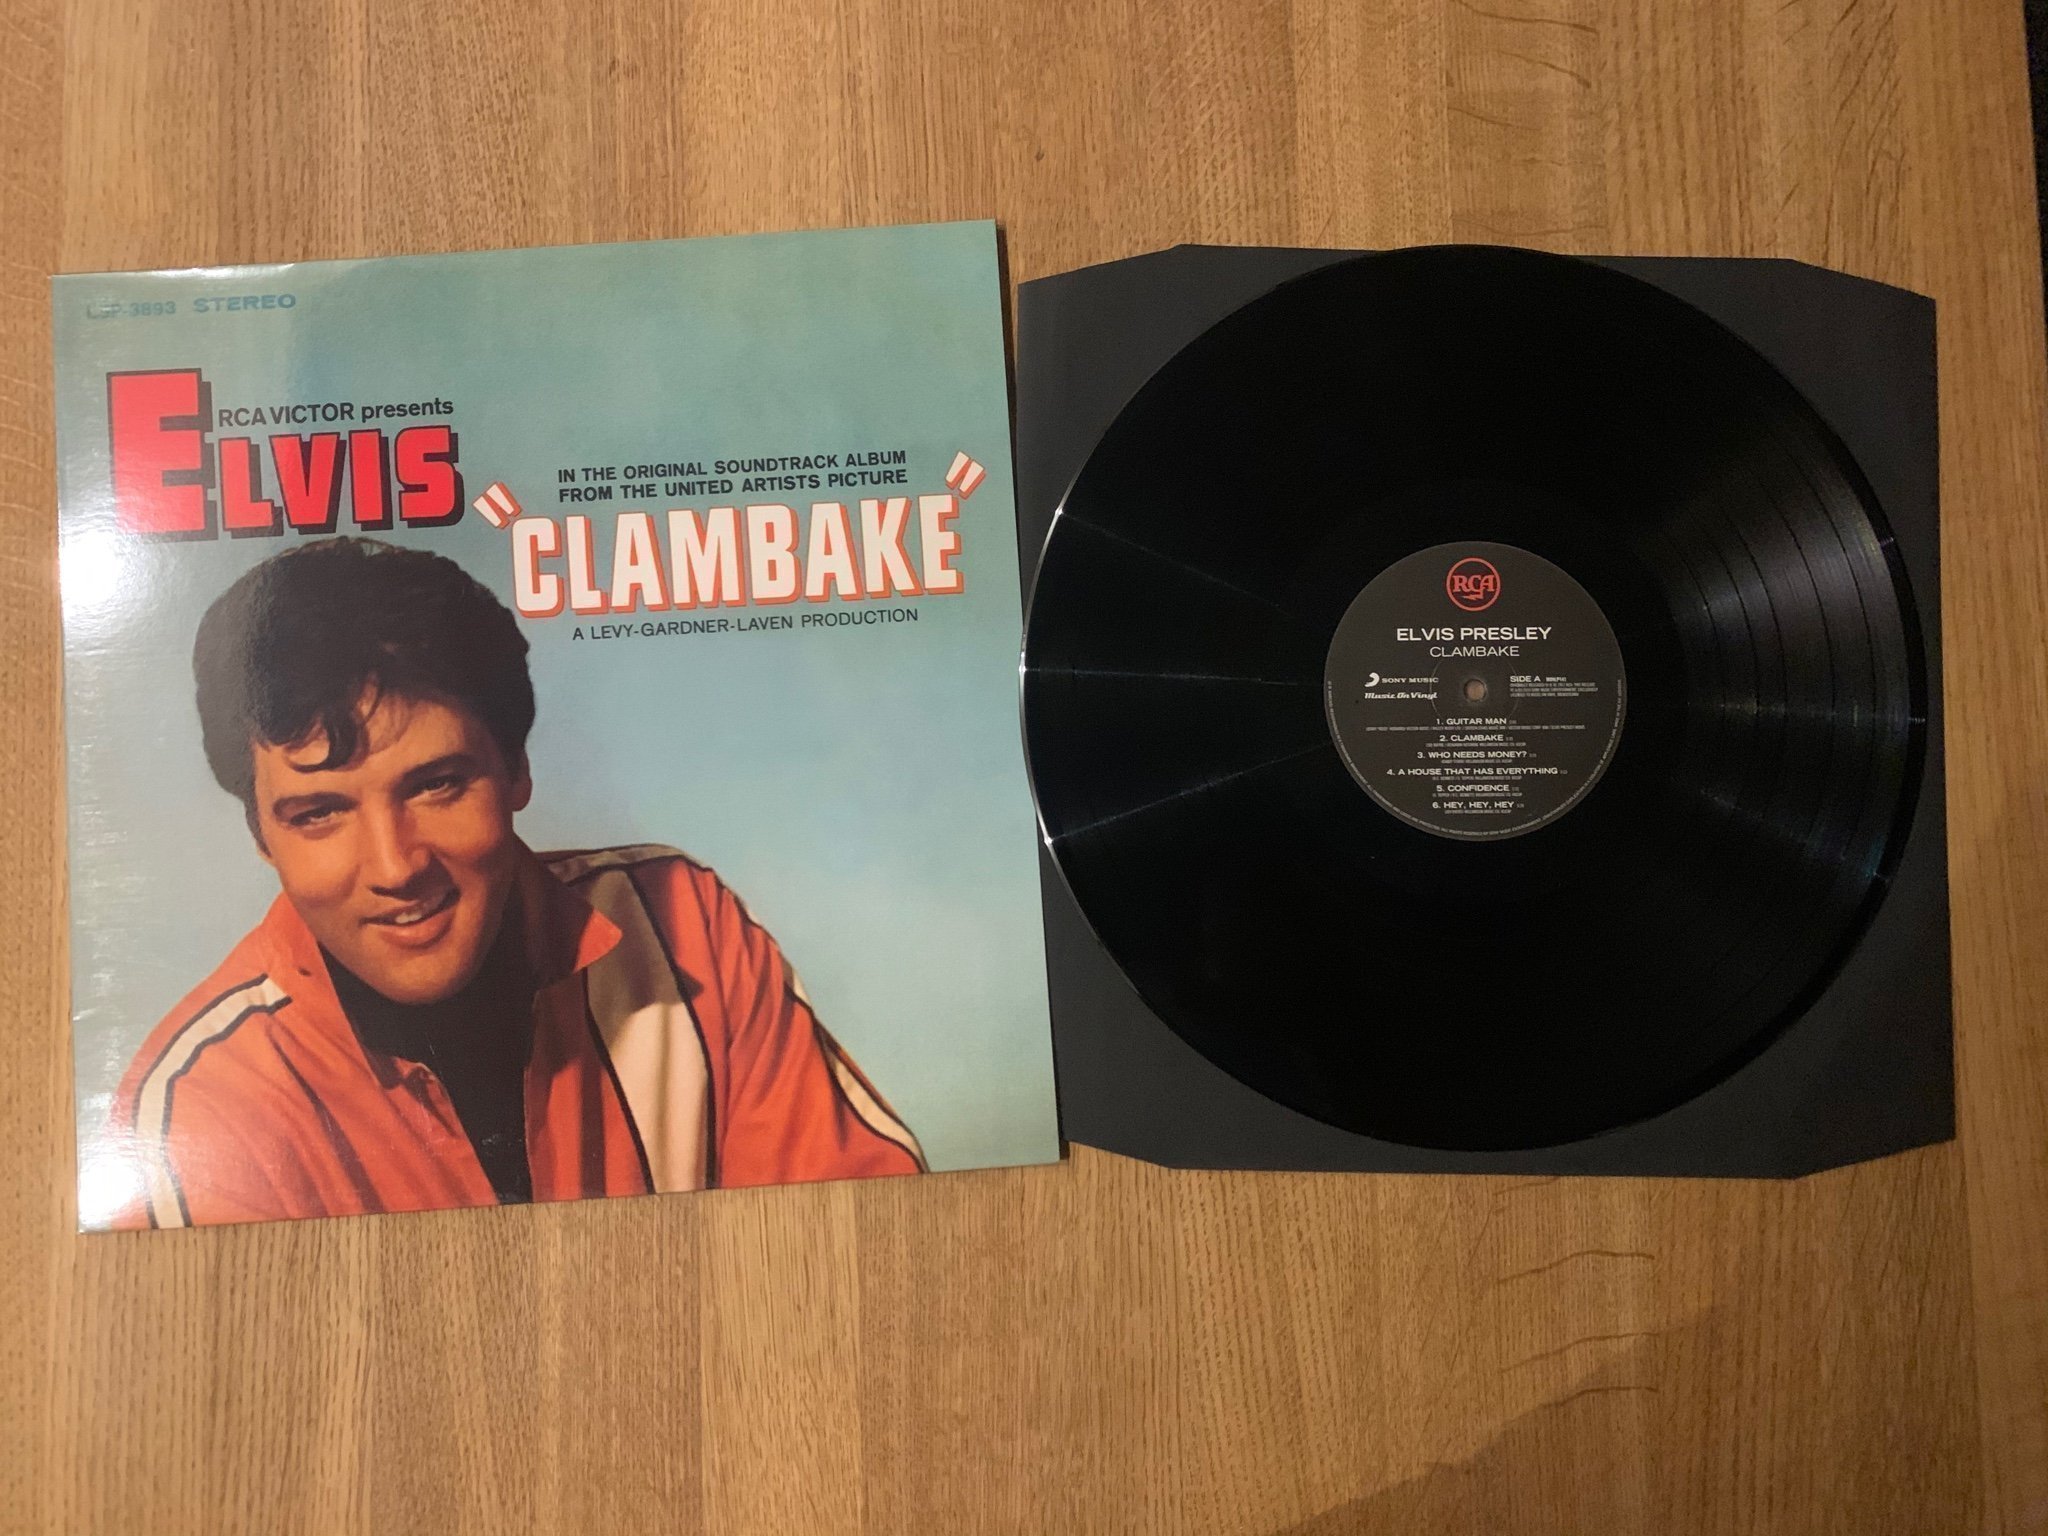 LSP-3893 STEREO
RCA VICTOR presents
ELVIS
IN THE ORIGINAL SOUNDTRACK ALBUM
FROM THE UNITED ARTISTS PICTURE
"CLAMBAKE"
A LEVY-GARDNER-LAVEN PRODUCTION
RCA
ELVIS PRESLEY
CLAMBAKE
SONY MUSIC
Music On Vinyl
SIDE A
1. GUITAR MAN
2. CLAMBAKE
3. WHO NEEDS MONEY?
4. A HOUSE THAT HAS EVERYTHING
5. CONFIDENCE
6. HEY, HEY, HEY